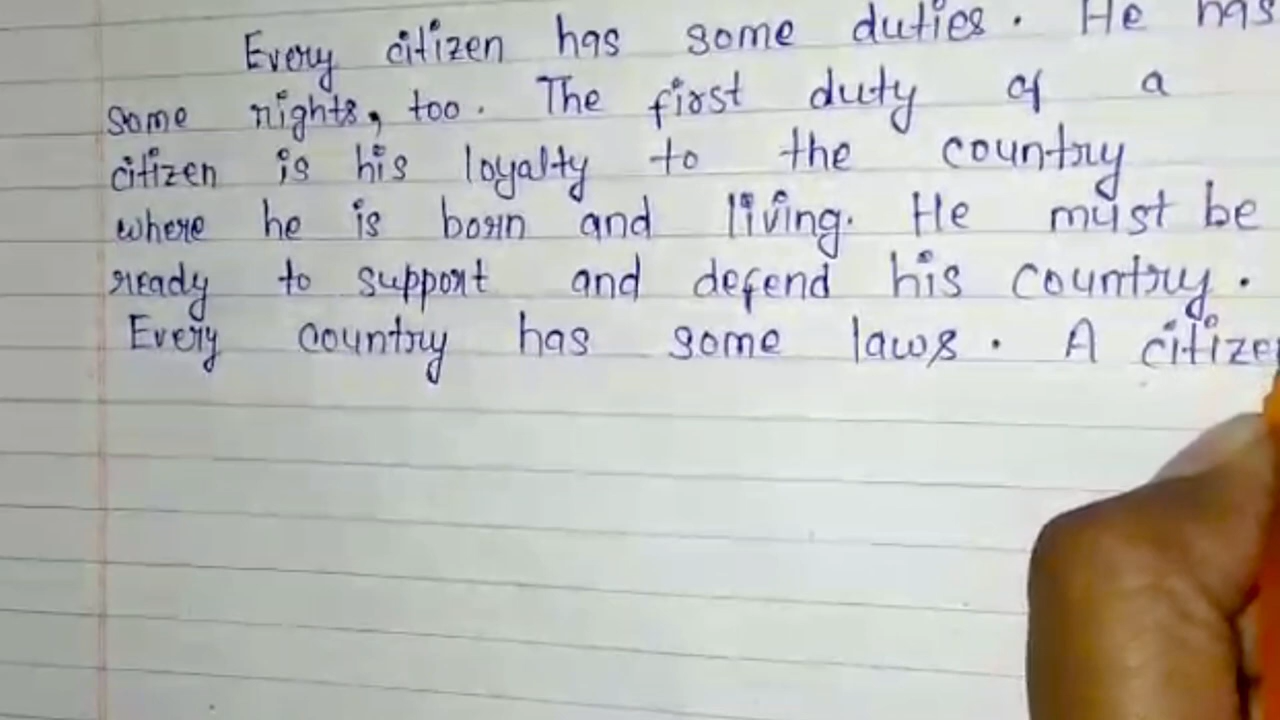 Every citizen has some duties. He has
some rights, too. The first duty of a
citizen is his loyalty to the country
where he is born and living. He must be
ready to support and defend his country.
Every country has some laws. A citize